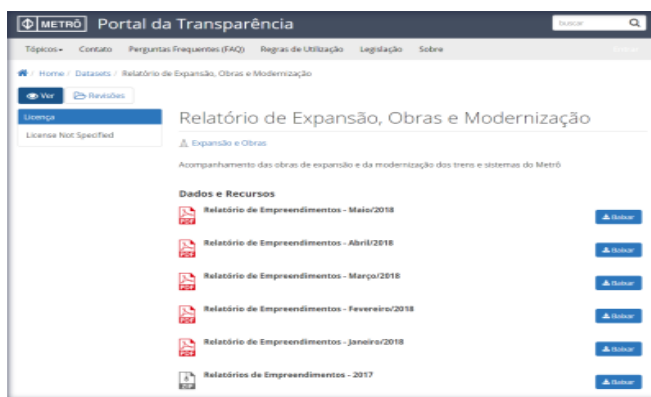 METRÔ Portal da Transparência
buscar
Tópicos Contato Perguntas Frequentes (FAQ) Regras de Utilização Legislação Sobre
Home / Datasets / Relatório de Expansão, Obras e Modernização
Ver Revisões
Licença
License Not Specified
Relatório de Expansão, Obras e Modernização
Expansão e Obras
Acompanhamento das obras de expansão e da modernização dos trens e sistemas do Metrô
Dados e Recursos
Relatório de Empreendimentos - Maio/2018
PDF
Baixar
Relatório de Empreendimentos - Abril/2018
PDF
Baixar
Relatório de Empreendimentos - Março/2018
PDF
Baixar
Relatório de Empreendimentos - Fevereiro/2018
PDF
Baixar
Relatório de Empreendimentos - Janeiro/2018
PDF
Baixar
Relatórios de Empreendimentos - 2017
ZIP
Baixar